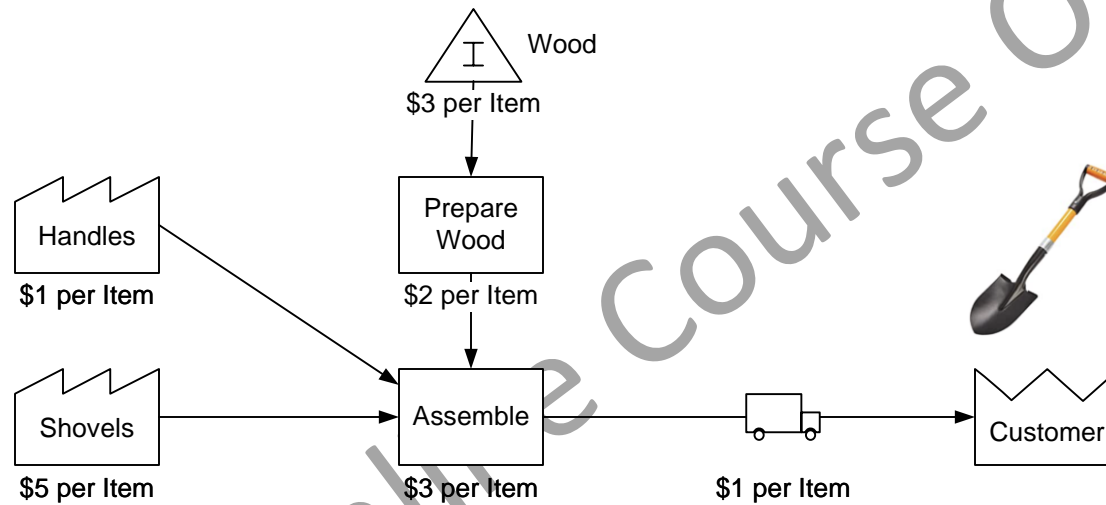 I
Wood
$3 per Item
Handles
$1 per Item
Prepare
Wood
$2 per Item
Shovels
$5 per Item
Assemble
$3 per Item
$1 per Item
Customer
Course